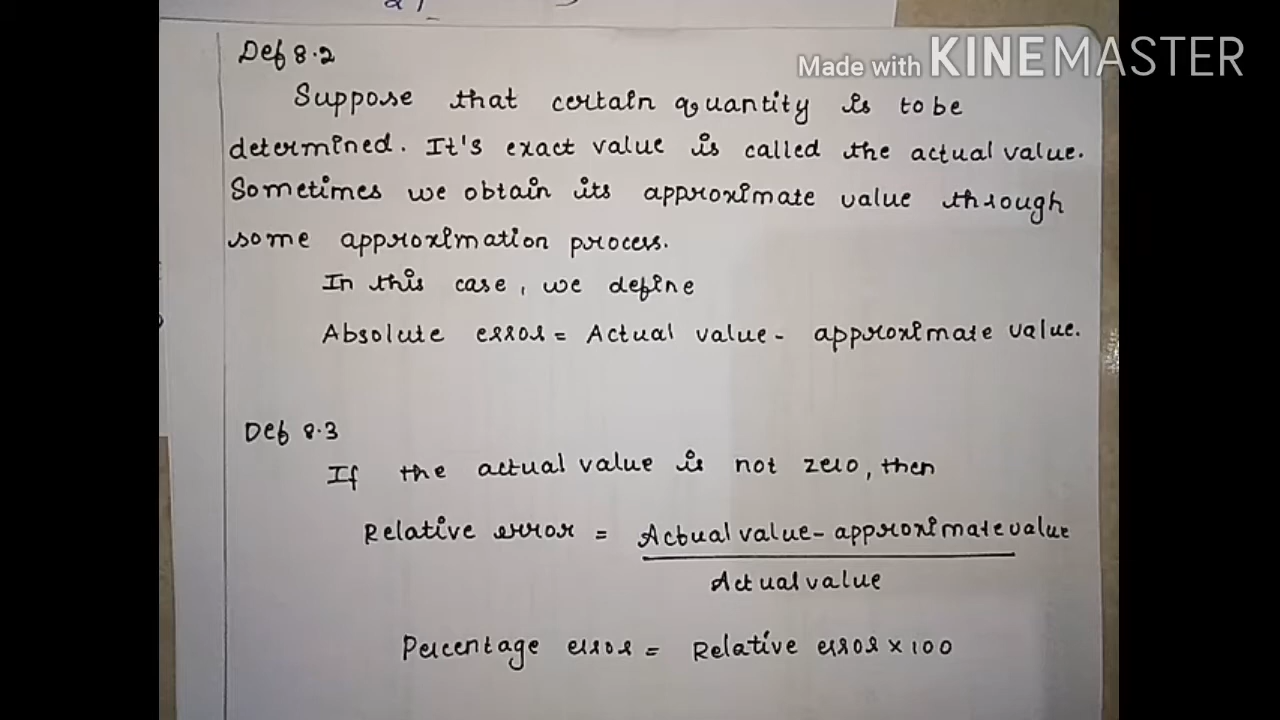 Def 8.2
Made with KINEMASTER
Suppose that certain quantity is to be
determined. It's exact value is called the actual value.
Sometimes we obtain its approximate value through
some approximation process.
In this case, we define
Absolute error = Actual value - approximate value.
Def 8.3
If the actual value is not zero, then
Relative error = Actual value - approximate value
Actual value
Percentage error = Relative error × 100